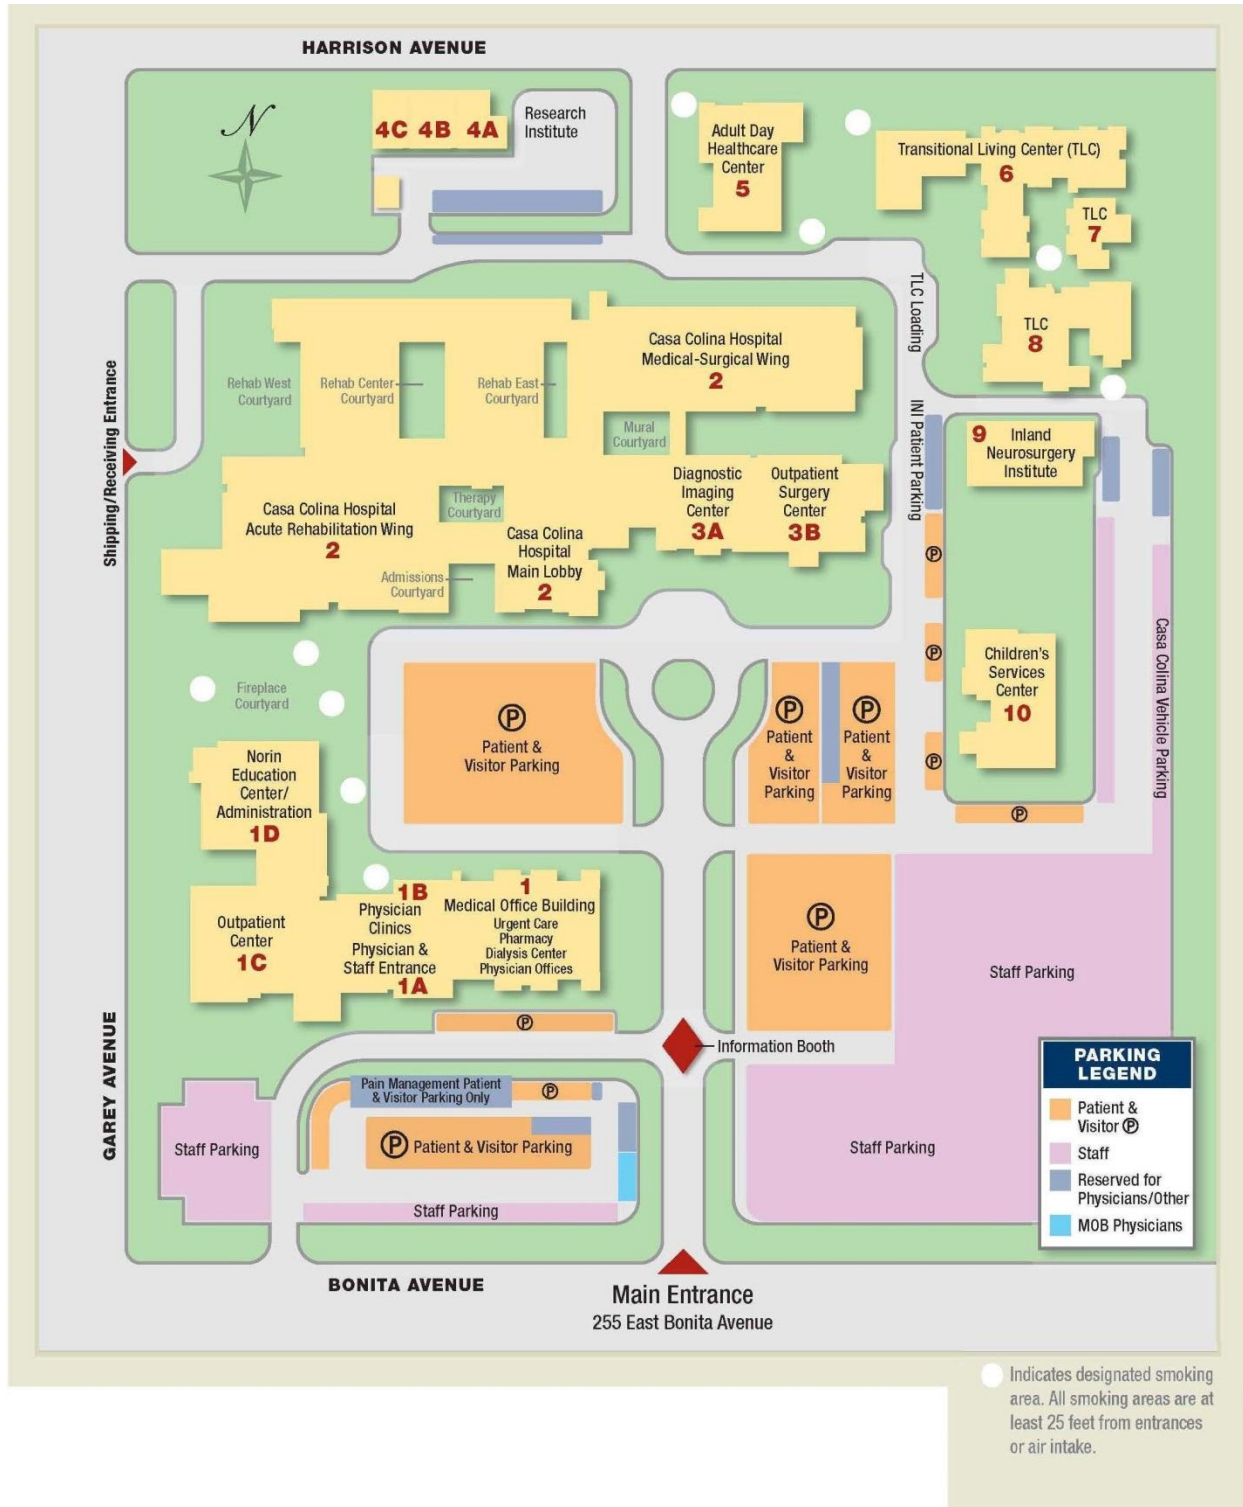 HARRISON AVENUE
N
4C 4B 4A
Research
Institute
Adult Day
Healthcare
Center
5
Transitional Living Center (TLC)
6
TLC
7
TLC
8
TLC Loading
Casa Colina Hospital
Medical-Surgical Wing
2
Rehab West
Courtyard
Rehab Center
Courtyard
Rehab East
Courtyard
Mural
Courtyard
Shipping/Receiving Entrance
INI Patient Parking
9 Inland
Neurosurgery
Institute
Diagnostic
Imaging
Center
3A
Outpatient
Surgery
Center
3B
Casa Colina Hospital
Acute Rehabilitation Wing
2
Therapy
Courtyard
Casa Colina
Hospital
Main Lobby
2
Admissions
Courtyard
P
P
P
P
Children's
Services
Center
10
Casa Colina Vehicle Parking
Fireplace
Courtyard
P
Patient &
Visitor Parking
P
Patient
&
Visitor
Parking
P
Patient
&
Visitor
Parking
Norin
Education
Center/
Administration
1D
Outpatient
Center
1C
1B
Physician
Clinics
Physician &
Staff Entrance
1A
1
Medical Office Building
Urgent Care
Pharmacy
Dialysis Center
Physician Offices
P
Patient &
Visitor Parking
Staff Parking
P
Information Booth
GAREY AVENUE
Staff Parking
Pain Management Patient
& Visitor Parking Only
P
P Patient & Visitor Parking
Staff Parking
Staff Parking
PARKING
LEGEND
Patient &
Visitor P
Staff
Reserved for
Physicians/Other
MOB Physicians
BONITA AVENUE
Main Entrance
255 East Bonita Avenue
Indicates designated smoking
area. All smoking areas are at
least 25 feet from entrances
or air intake.